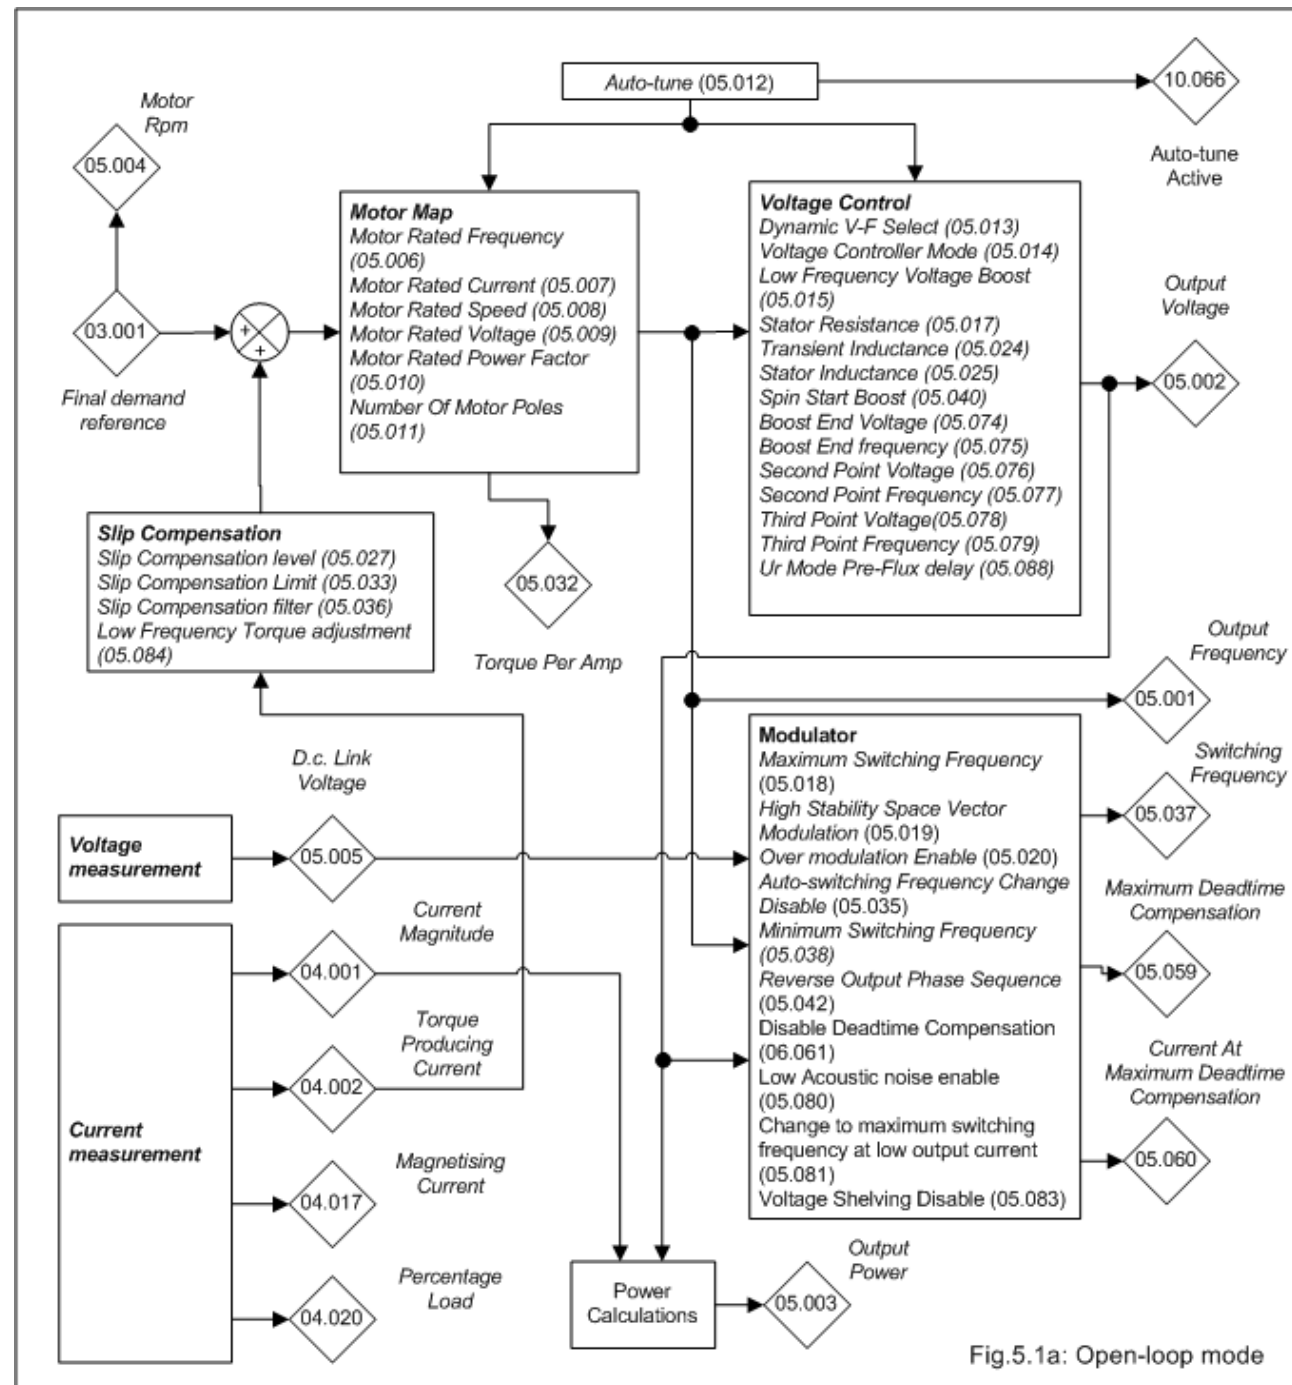 Auto-tune (05.012)
10.066
Auto-tune
Active
Motor
Rpm
05.004
03.001
Final demand
reference
+
+
Motor Map
Motor Rated Frequency
(05.006)
Motor Rated Current (05.007)
Motor Rated Speed (05.008)
Motor Rated Voltage (05.009)
Motor Rated Power Factor
(05.010)
Number Of Motor Poles
(05.011)
Voltage Control
Dynamic V-F Select (05.013)
Voltage Controller Mode (05.014)
Low Frequency Voltage Boost
(05.015)
Stator Resistance (05.017)
Transient Inductance (05.024)
Stator Inductance (05.025)
Spin Start Boost (05.040)
Boost End Voltage (05.074)
Boost End frequency (05.075)
Second Point Voltage (05.076)
Second Point Frequency (05.077)
Third Point Voltage(05.078)
Third Point Frequency (05.079)
Ur Mode Pre-Flux delay (05.088)
Output
Voltage
05.002
Slip Compensation
Slip Compensation level (05.027)
Slip Compensation Limit (05.033)
Slip Compensation filter (05.036)
Low Frequency Torque adjustment
(05.084)
05.032
Torque Per Amp
Output
Frequency
05.001
D.c. Link
Voltage
Voltage
measurement
05.005
Modulator
Maximum Switching Frequency
(05.018)
High Stability Space Vector
Modulation (05.019)
Over modulation Enable (05.020)
Auto-switching Frequency Change
Disable (05.035)
Minimum Switching Frequency
(05.038)
Reverse Output Phase Sequence
(05.042)
Disable Deadtime Compensation
(06.061)
Low Acoustic noise enable
(05.080)
Change to maximum switching
frequency at low output current
(05.081)
Voltage Shelving Disable (05.083)
Switching
Frequency
05.037
Maximum Deadtime
Compensation
05.059
Current At
Maximum Deadtime
Compensation
05.060
Current
measurement
Current
Magnitude
04.001
Torque
Producing
Current
04.002
Magnetising
Current
04.017
Percentage
Load
04.020
Power
Calculations
Output
Power
05.003
Fig.5.1a: Open-loop mode